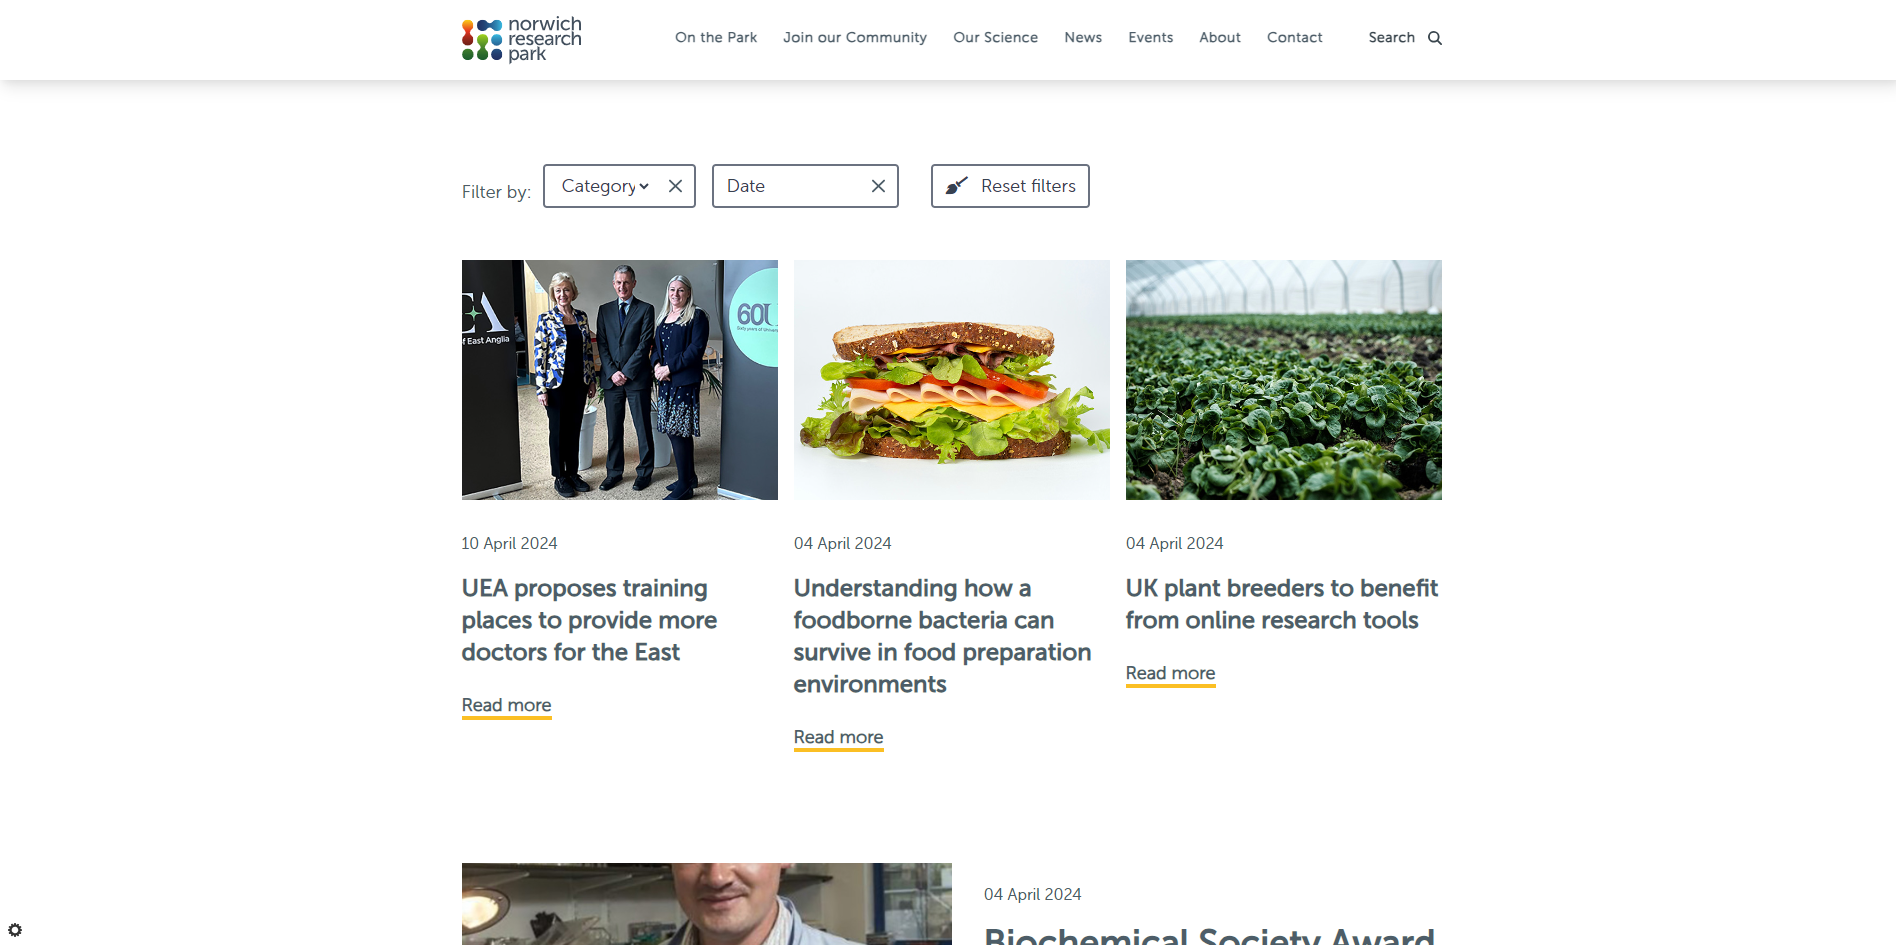 norwich
research
park
On the Park
Join our Community
Our Science
News
Events
About
Contact
Search
Filter by:
Category
Date
Reset filters
EA
of East Anglia
60U
10 April 2024
UEA proposes training
places to provide more
doctors for the East
Read more
04 April 2024
Understanding how a
foodborne bacteria can
survive in food preparation
environments
Read more
04 April 2024
UK plant breeders to benefit
from online research tools
Read more
04 April 2024
Biochemical Society Award